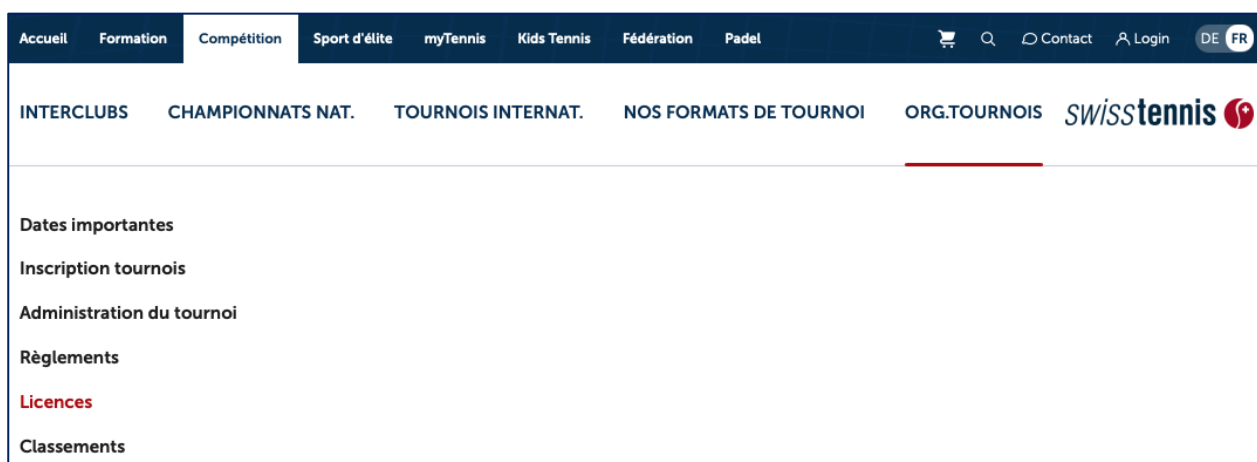 Accueil Formation Compétition Sport d'élite myTennis Kids Tennis Fédération Padel Contact Login DE FR
INTERCLUBS CHAMPIONNATS NAT. TOURNOIS INTERNAT. NOS FORMATS DE TOURNOI ORG.TOURNOIS swisstennis
Dates importantes
Inscription tournois
Administration du tournoi
Règlements
Licences
Classements